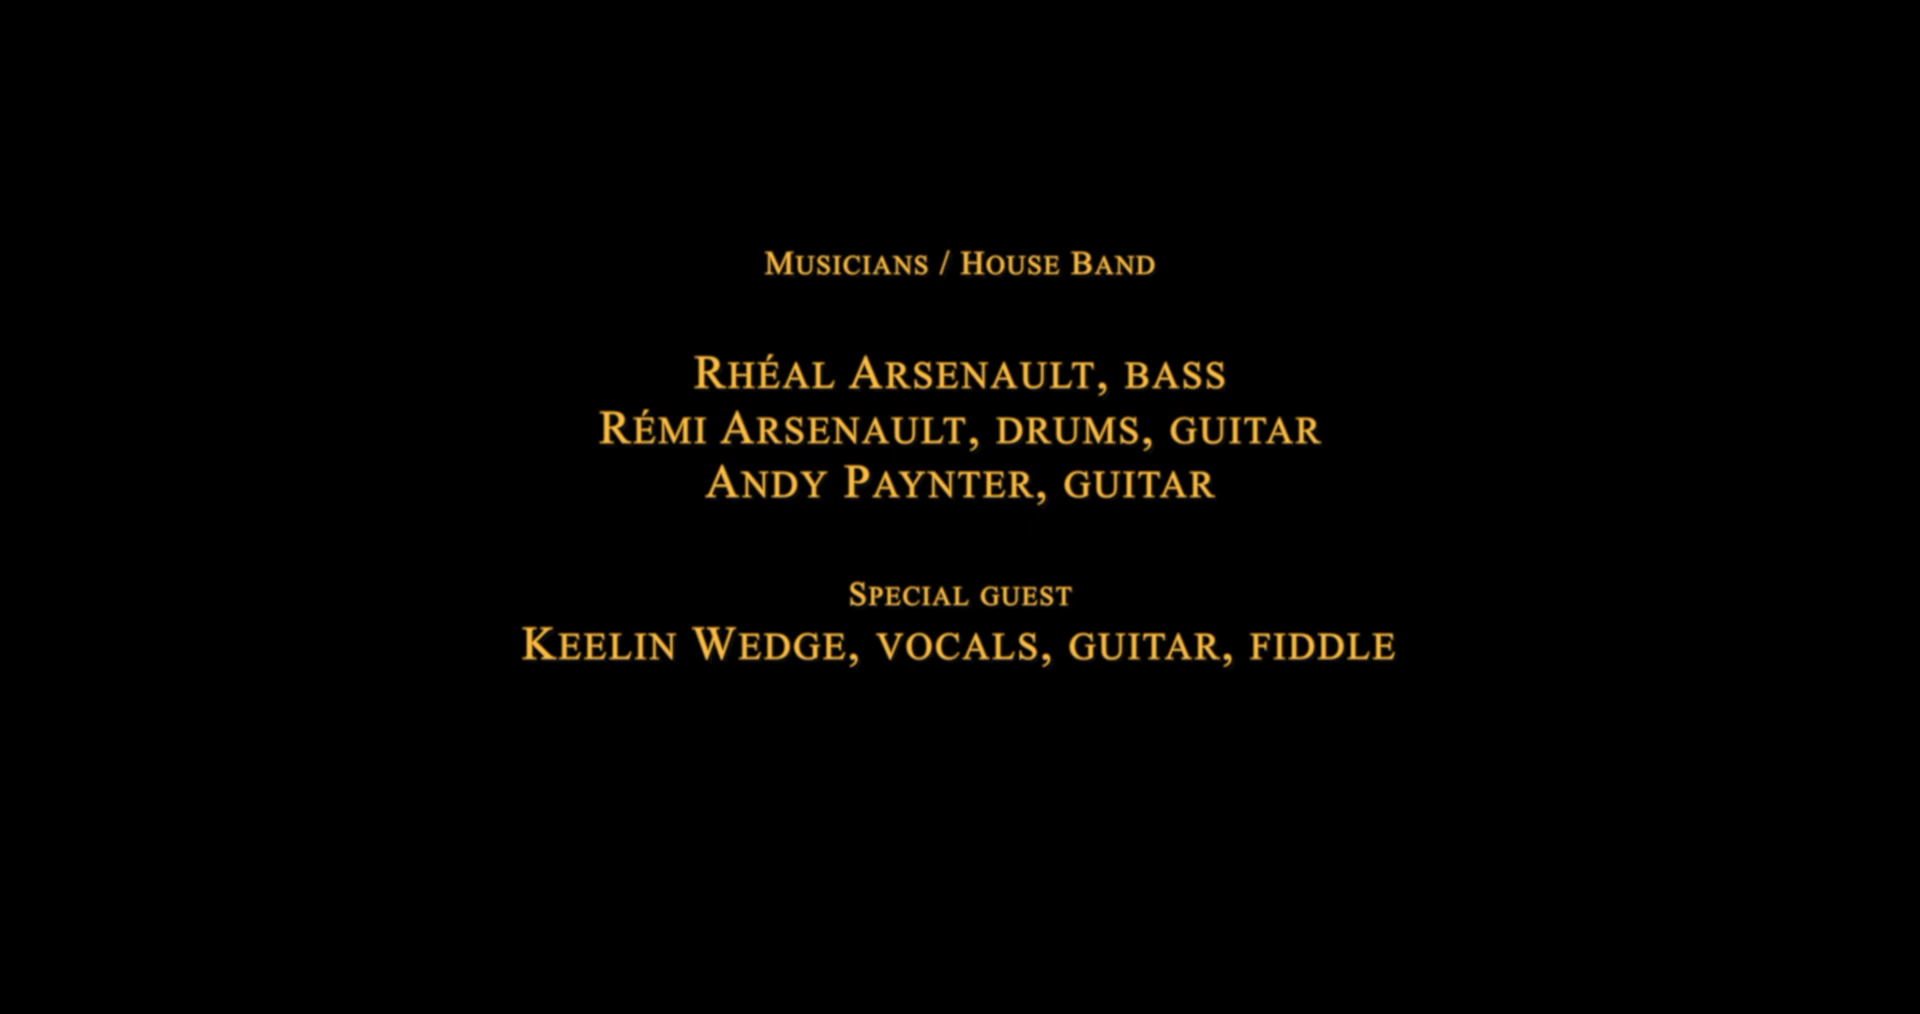 Musicians / House Band
Rhéal Arsenault, bass
Rémi Arsenault, drums, guitar
Andy Paynter, guitar
Special guest
Keelin Wedge, vocals, guitar, fiddle